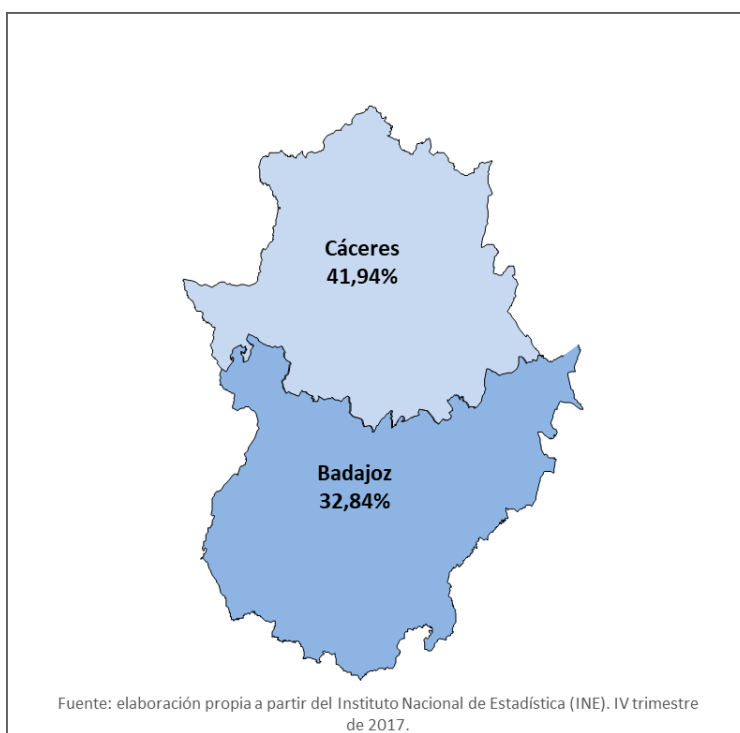 Cáceres
41,94%
Badajoz
32,84%
Fuente: elaboración propia a partir del Instituto Nacional de Estadística (INE). IV trimestre
de 2017.